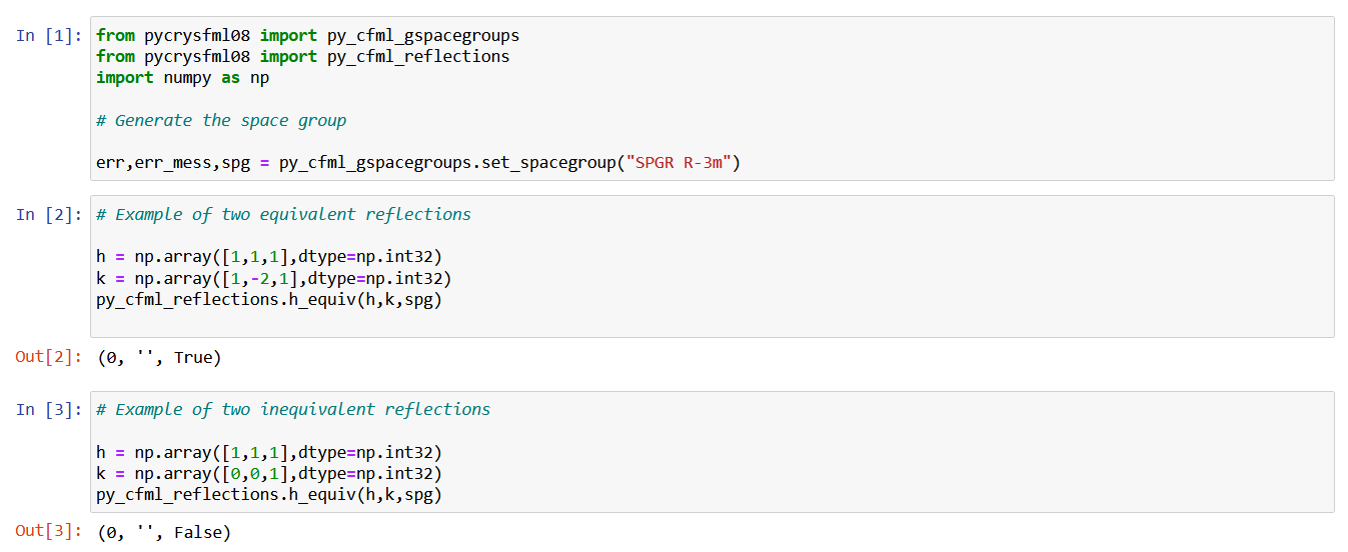 In [1]: from pycrysfml08 import py_cfml_gspacegroups
from pycrysfml08 import py_cfml_reflections
import numpy as np
# Generate the space group
err,err_mess,spg = py_cfml_gspacegroups.set_spacegroup("SPGR R-3m")
In [2]: # Example of two equivalent reflections
h = np.array([1,1,1],dtype=np.int32)
k = np.array([1,-2,1],dtype=np.int32)
py_cfml_reflections.h_equiv(h,k,spg)
Out[2]: (0, '', True)
In [3]: # Example of two inequivalent reflections
h = np.array([1,1,1],dtype=np.int32)
k = np.array([0,0,1],dtype=np.int32)
py_cfml_reflections.h_equiv(h,k,spg)
Out[3]: (0, '', False)